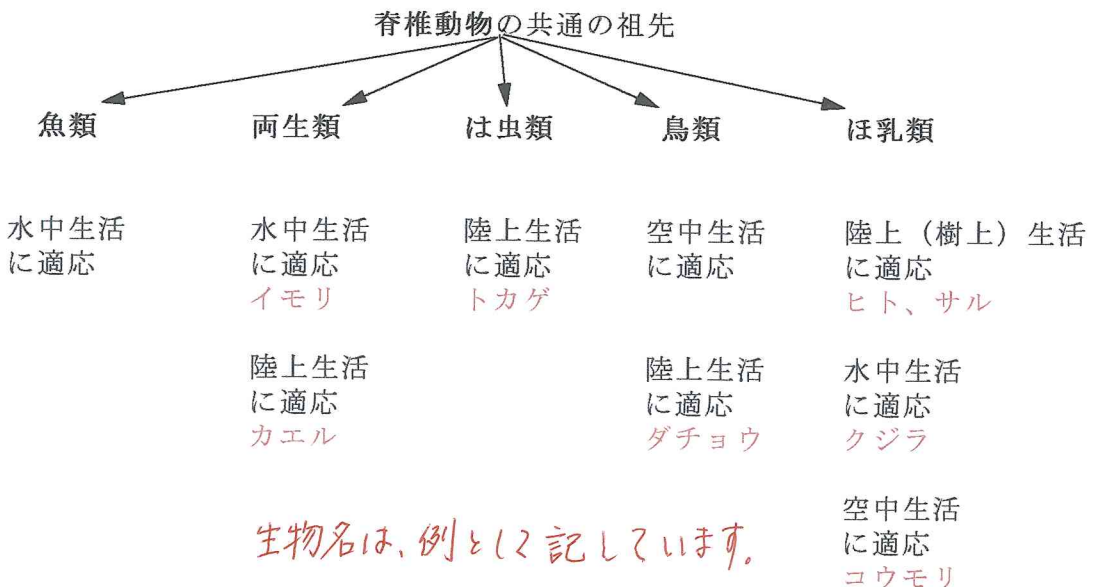 脊椎動物の共通の祖先
魚類
両生類
は虫類
鳥類
ほ乳類
水中生活
に適応
水中生活
に適応
イモリ
陸上生活
に適応
カエル
陸上生活
に適応
トカゲ
空中生活
に適応
陸上生活
に適応
ダチョウ
陸上（樹上）生活
に適応
ヒト、サル
水中生活
に適応
クジラ
空中生活
に適応
コウモリ
生物名は、例として記しています。